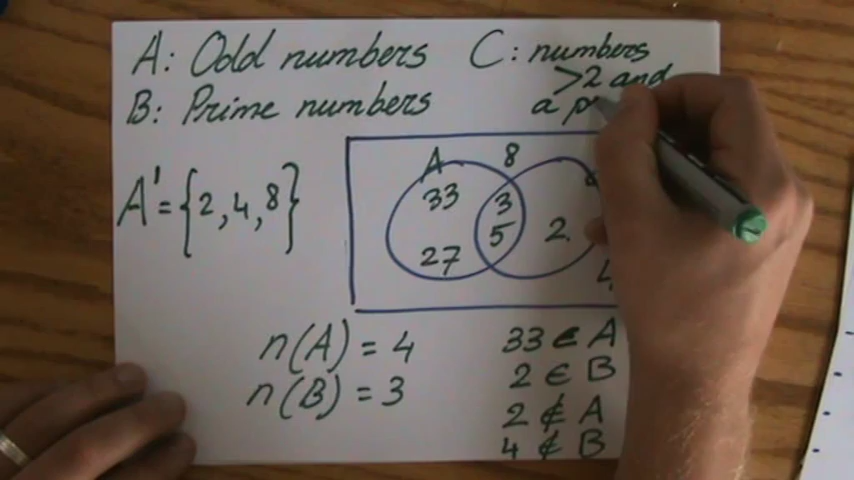 A: Odd numbers
B: Prime numbers
C: numbers
>2 and
a p
A' = {2, 4, 8}
A
8
33
3
5
2
27
n(A) = 4
n(B) = 3
33 ∈ A
2 ∈ B
2 ∉ A
4 ∉ B